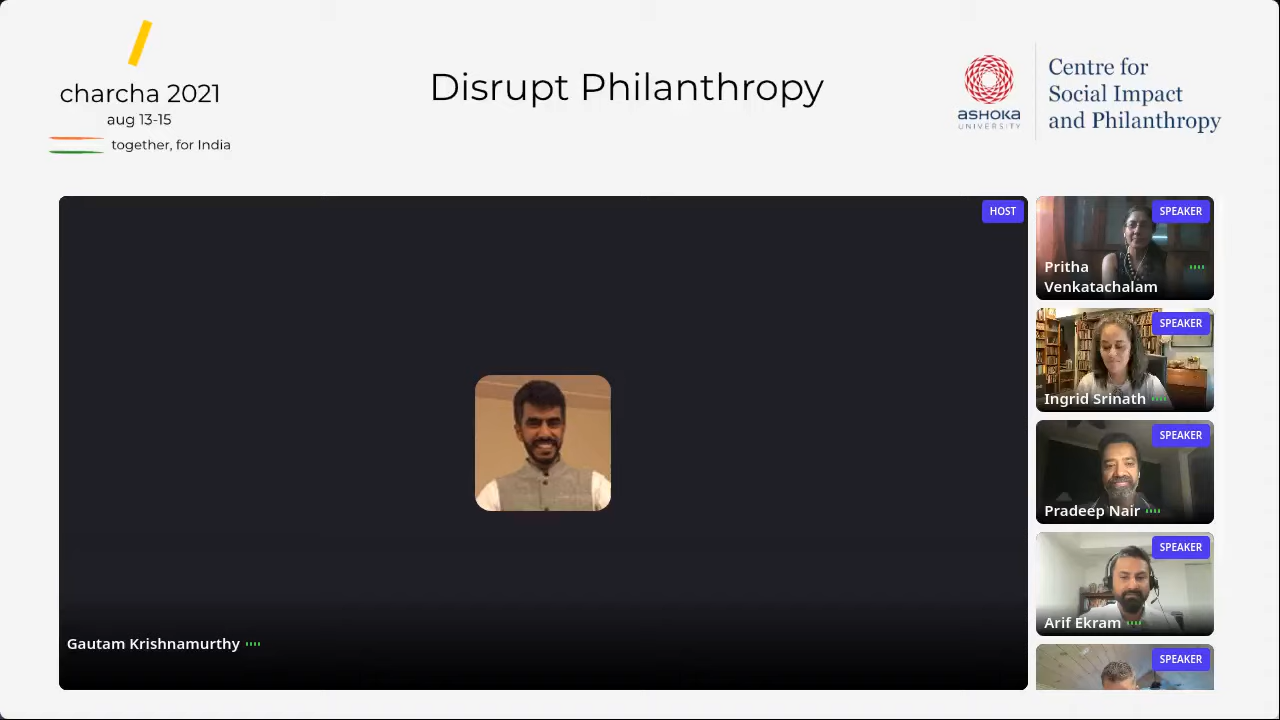 charcha 2021
aug 13-15
together, for India
Disrupt Philanthropy
ASHOKA
UNIVERSITY
Centre for
Social Impact
and Philanthropy
HOST
Gautam Krishnamurthy
SPEAKER
Pritha
Venkatachalam
SPEAKER
Ingrid Srinath
SPEAKER
Pradeep Nair
SPEAKER
Arif Ekram
SPEAKER